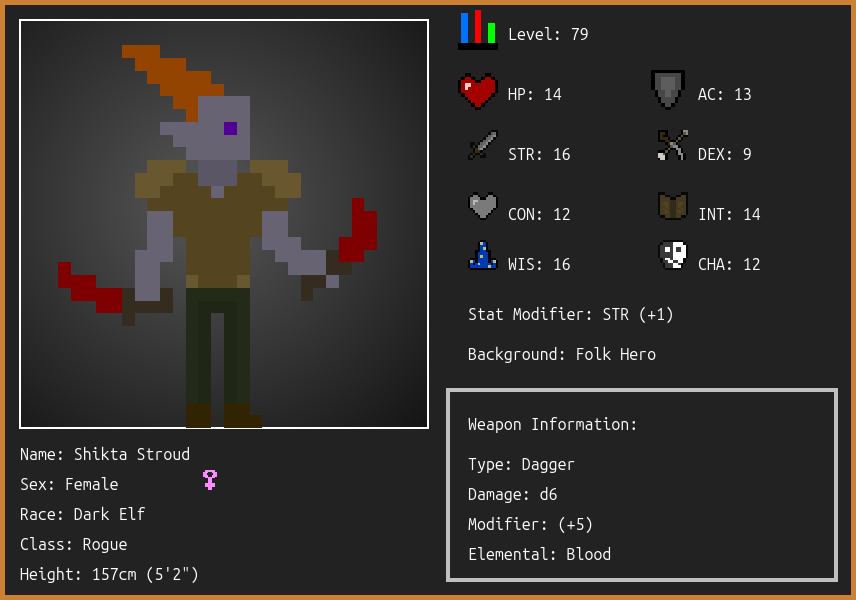 Level: 79
HP: 14
AC: 13
STR: 16
DEX: 9
CON: 12
INT: 14
WIS: 16
CHA: 12
Stat Modifier: STR (+1)
Background: Folk Hero
Weapon Information:
Type: Dagger
Damage: d6
Modifier: (+5)
Elemental: Blood
Name: Shikta Stroud
Sex: Female
Race: Dark Elf
Class: Rogue
Height: 157cm (5'2")